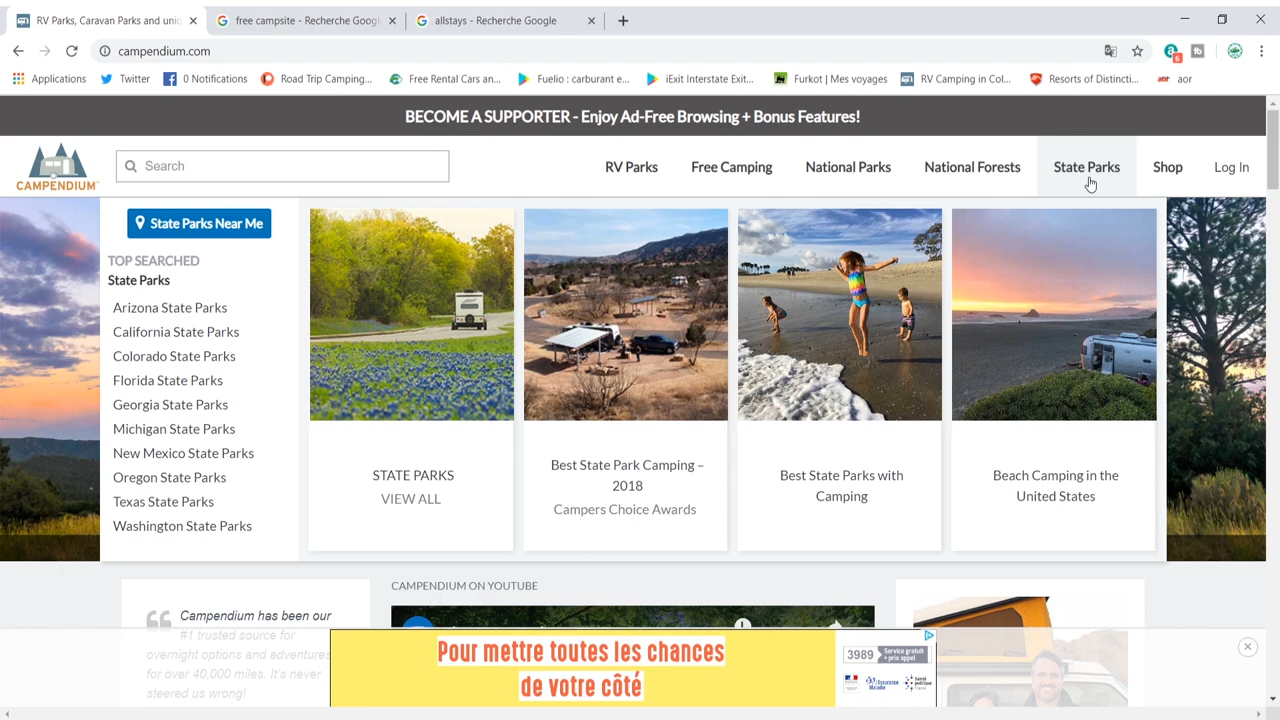 RV Parks, Caravan Parks and uniq
free campsite - Recherche Google
allstays - Recherche Google
campendium.com
Applications
Twitter
0 Notifications
Road Trip Camping...
Free Rental Cars an...
Fuelio : carburant e...
iExit Interstate Exit...
Furkot | Mes voyages
RV Camping in Col...
Resorts of Distincti...
aor
BECOME A SUPPORTER - Enjoy Ad-Free Browsing + Bonus Features!
CAMPENDIUM
Search
RV Parks
Free Camping
National Parks
National Forests
State Parks
Shop
Log In
State Parks Near Me
TOP SEARCHED
State Parks
Arizona State Parks
California State Parks
Colorado State Parks
Florida State Parks
Georgia State Parks
Michigan State Parks
New Mexico State Parks
Oregon State Parks
Texas State Parks
Washington State Parks
STATE PARKS
VIEW ALL
Best State Park Camping –
2018
Campers Choice Awards
Best State Parks with
Camping
Beach Camping in the
United States
Campendium has been our
#1 trusted source for
overnight options and adventures
for over 40,000 miles. It's never
steered us wrong!
CAMPENDIUM ON YOUTUBE
Pour mettre toutes les chances
de votre côté
3989
Service gratuit
+ prix appel